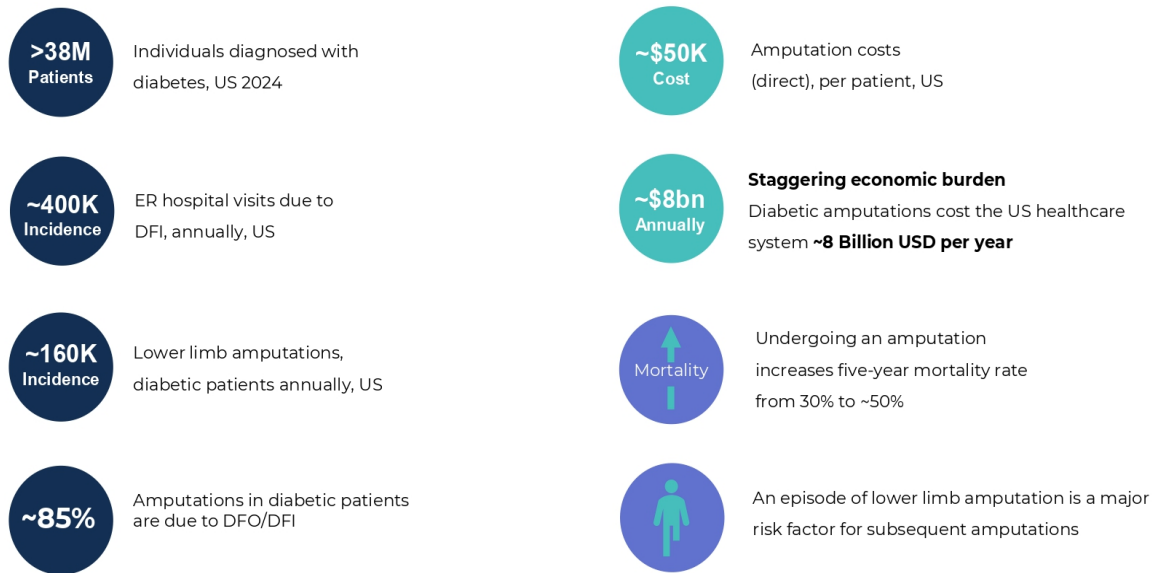 >38M
Patients
Individuals diagnosed with
diabetes, US 2024
~400K
Incidence
ER hospital visits due to
DFI, annually, US
~160K
Incidence
Lower limb amputations,
diabetic patients annually, US
~85%
Amputations in diabetic patients
are due to DFO/DFI
~$50K
Cost
Amputation costs
(direct), per patient, US
~$8bn
Annually
Staggering economic burden
Diabetic amputations cost the US healthcare
system ~8 Billion USD per year
Mortality
Undergoing an amputation
increases five-year mortality rate
from 30% to ~50%
An episode of lower limb amputation is a major
risk factor for subsequent amputations